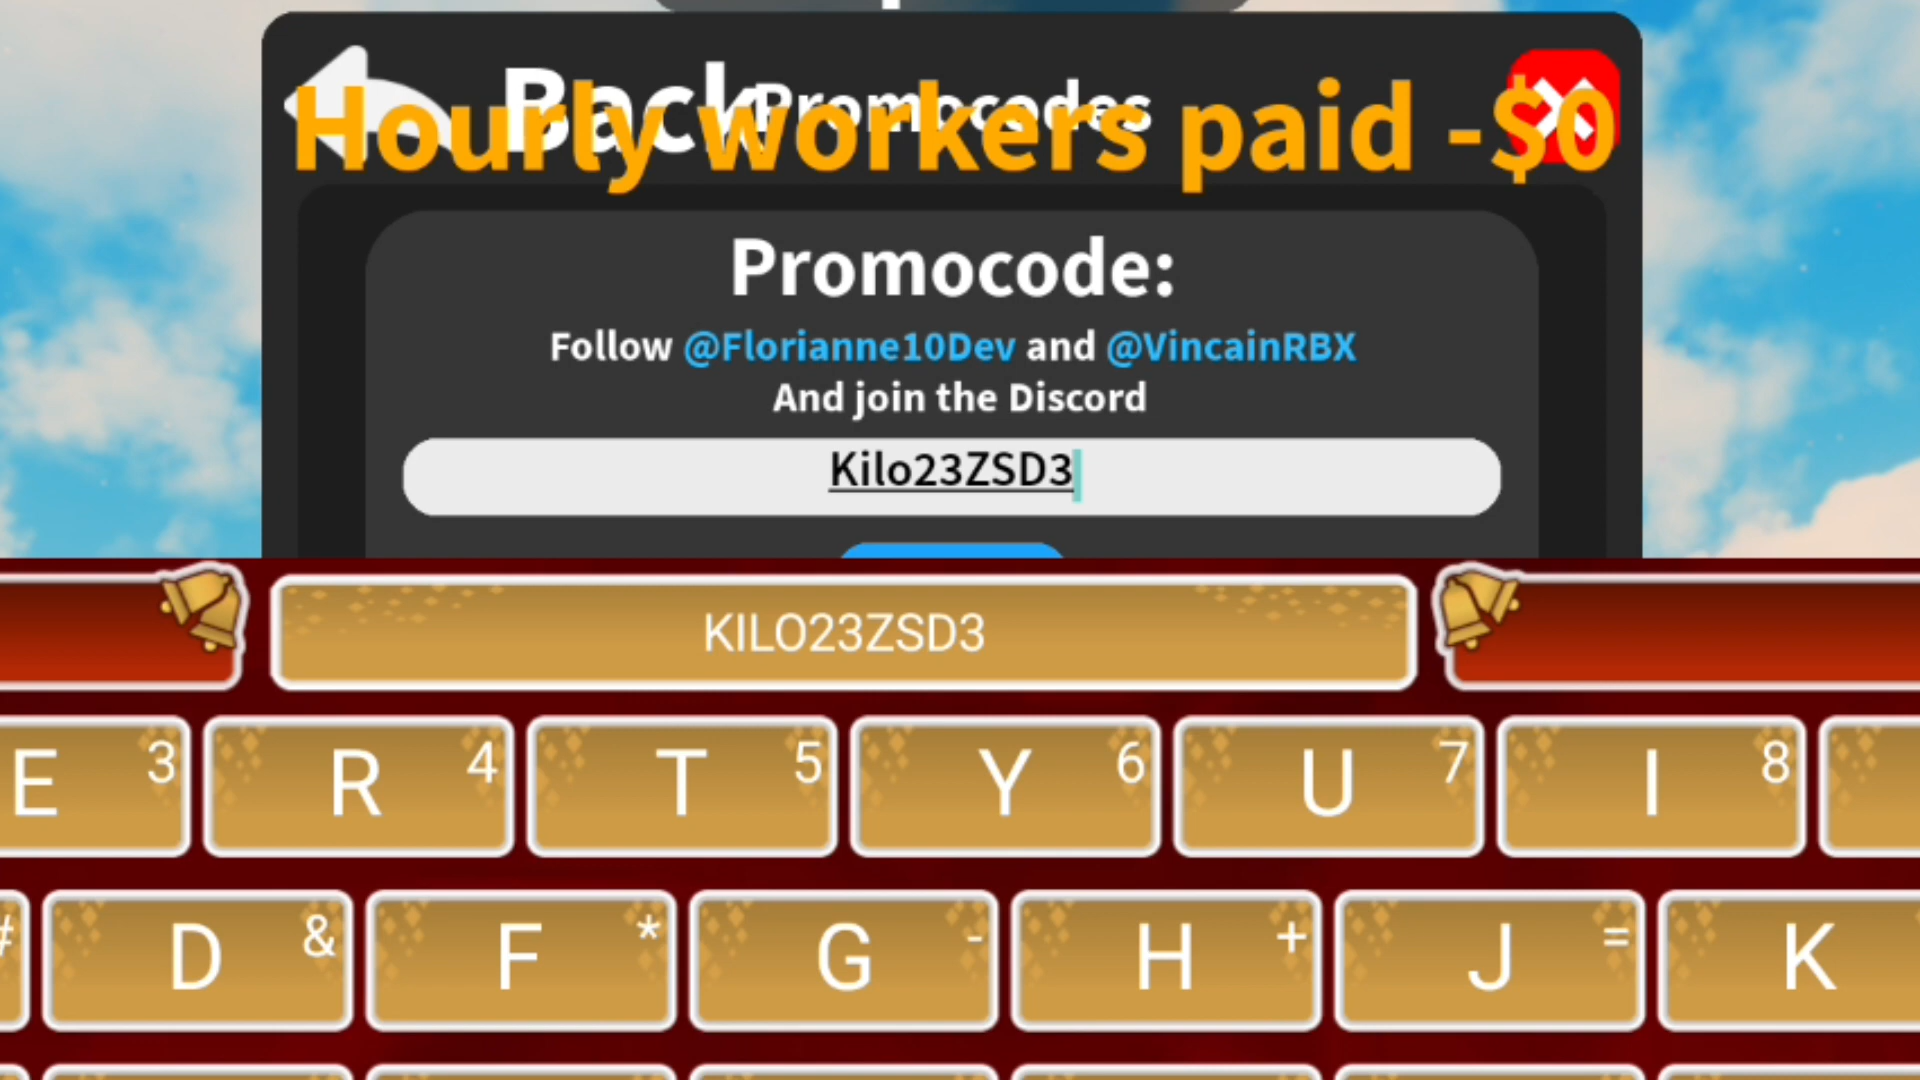 Back Promocodes
Hourly workers paid -$0
Promocode:
Follow @Florianne10Dev and @VincainRBX
And join the Discord
Kilo23ZSD3
KILO23ZSD3
E 3 R 4 T 5 Y 6 U 7 I 8
# D & F * G - H + J = K